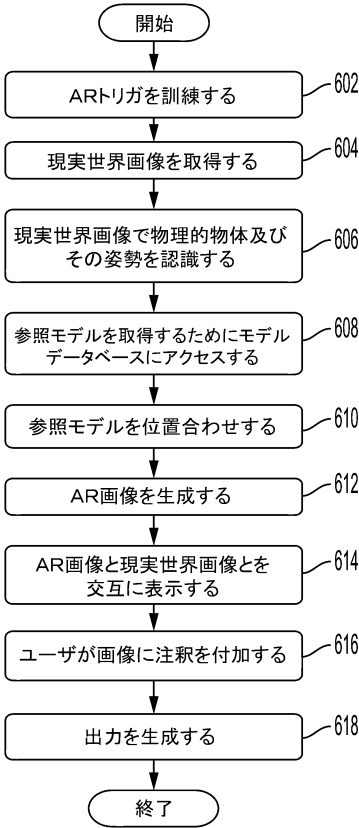 開始
ARトリガを訓練する
602
現実世界画像を取得する
604
現実世界画像で物理的物体及び
その姿勢を認識する
606
参照モデルを取得するためにモデル
データベースにアクセスする
608
参照モデルを位置合わせする
610
AR画像を生成する
612
AR画像と現実世界画像とを
交互に表示する
614
ユーザが画像に注釈を付加する
616
出力を生成する
618
終了